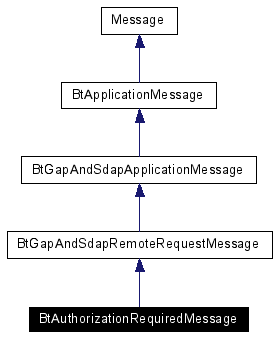 Message
BtApplicationMessage
BtGapAndSdapApplicationMessage
BtGapAndSdapRemoteRequestMessage
BtAuthorizationRequiredMessage